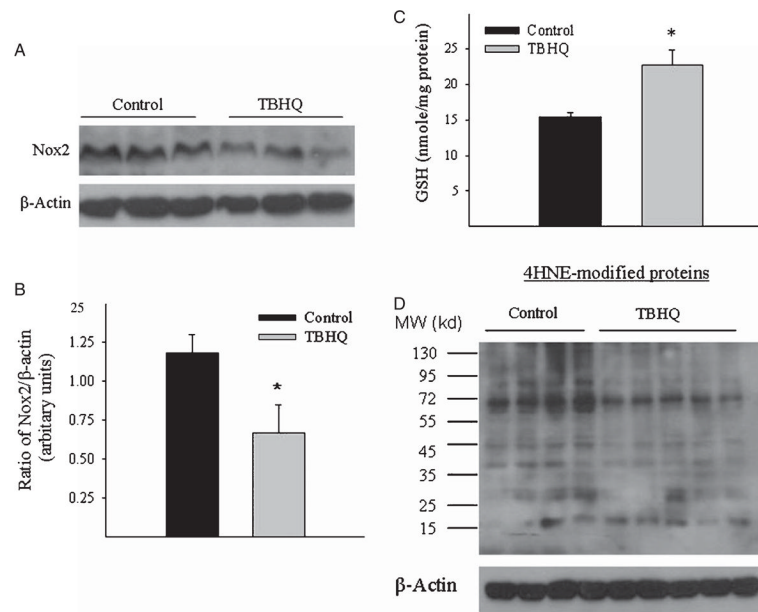 A
Control TBHQ
Nox2
β-Actin
B
Ratio of Nox2/β-actin
(arbitary units)
25
1.25
1.00
0.75
0.50
0.25
Control
TBHQ
*
C
GSH (nmole/mg protein)
25
20
15
10
5
Control
TBHQ
*
4HNE-modified proteins
D
MW (kd)
Control TBHQ
130
95
72
55
45
35
25
15
β-Actin